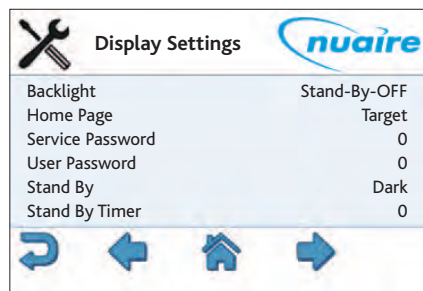 Display Settings
nuaire
Backlight Stand-By-OFF
Home Page Target
Service Password 0
User Password 0
Stand By Dark
Stand By Timer 0